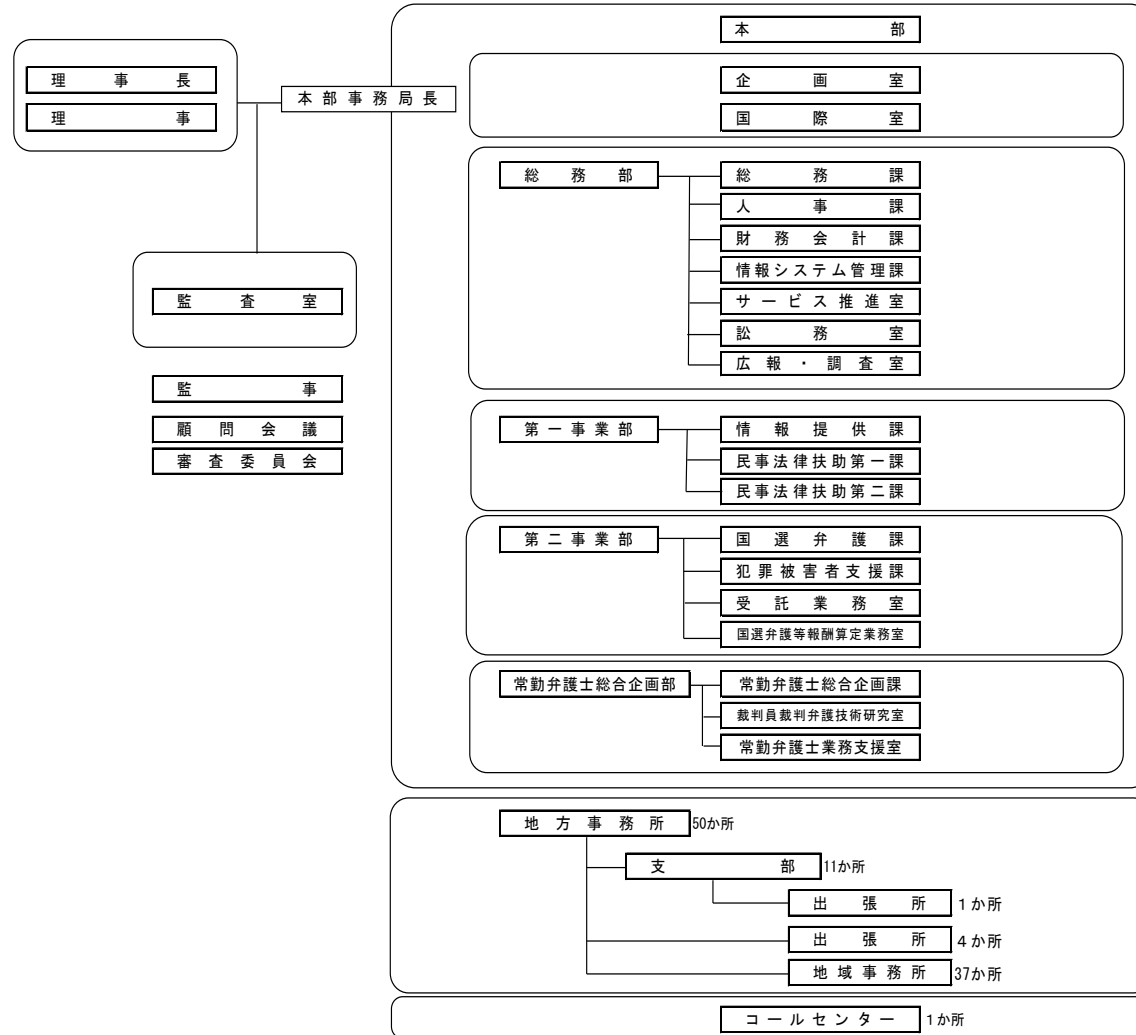 本部
理事長
理事
本部事務局長
企画室
国際室
総務部
総務課
人事課
財務会計課
情報システム管理課
サービス推進室
訟務室
広報・調査室
監査室
監事
顧問会議
審査委員会
第一事業部
情報提供課
民事法律扶助第一課
民事法律扶助第二課
第二事業部
国選弁護課
犯罪被害者支援課
受託業務室
国選弁護等報酬算定業務室
常勤弁護士総合企画部
常勤弁護士総合企画課
裁判員裁判弁護技術研究室
常勤弁護士業務支援室
地方事務所 50か所
支部 11か所
出張所 1か所
出張所 4か所
地域事務所 37か所
コールセンター 1か所